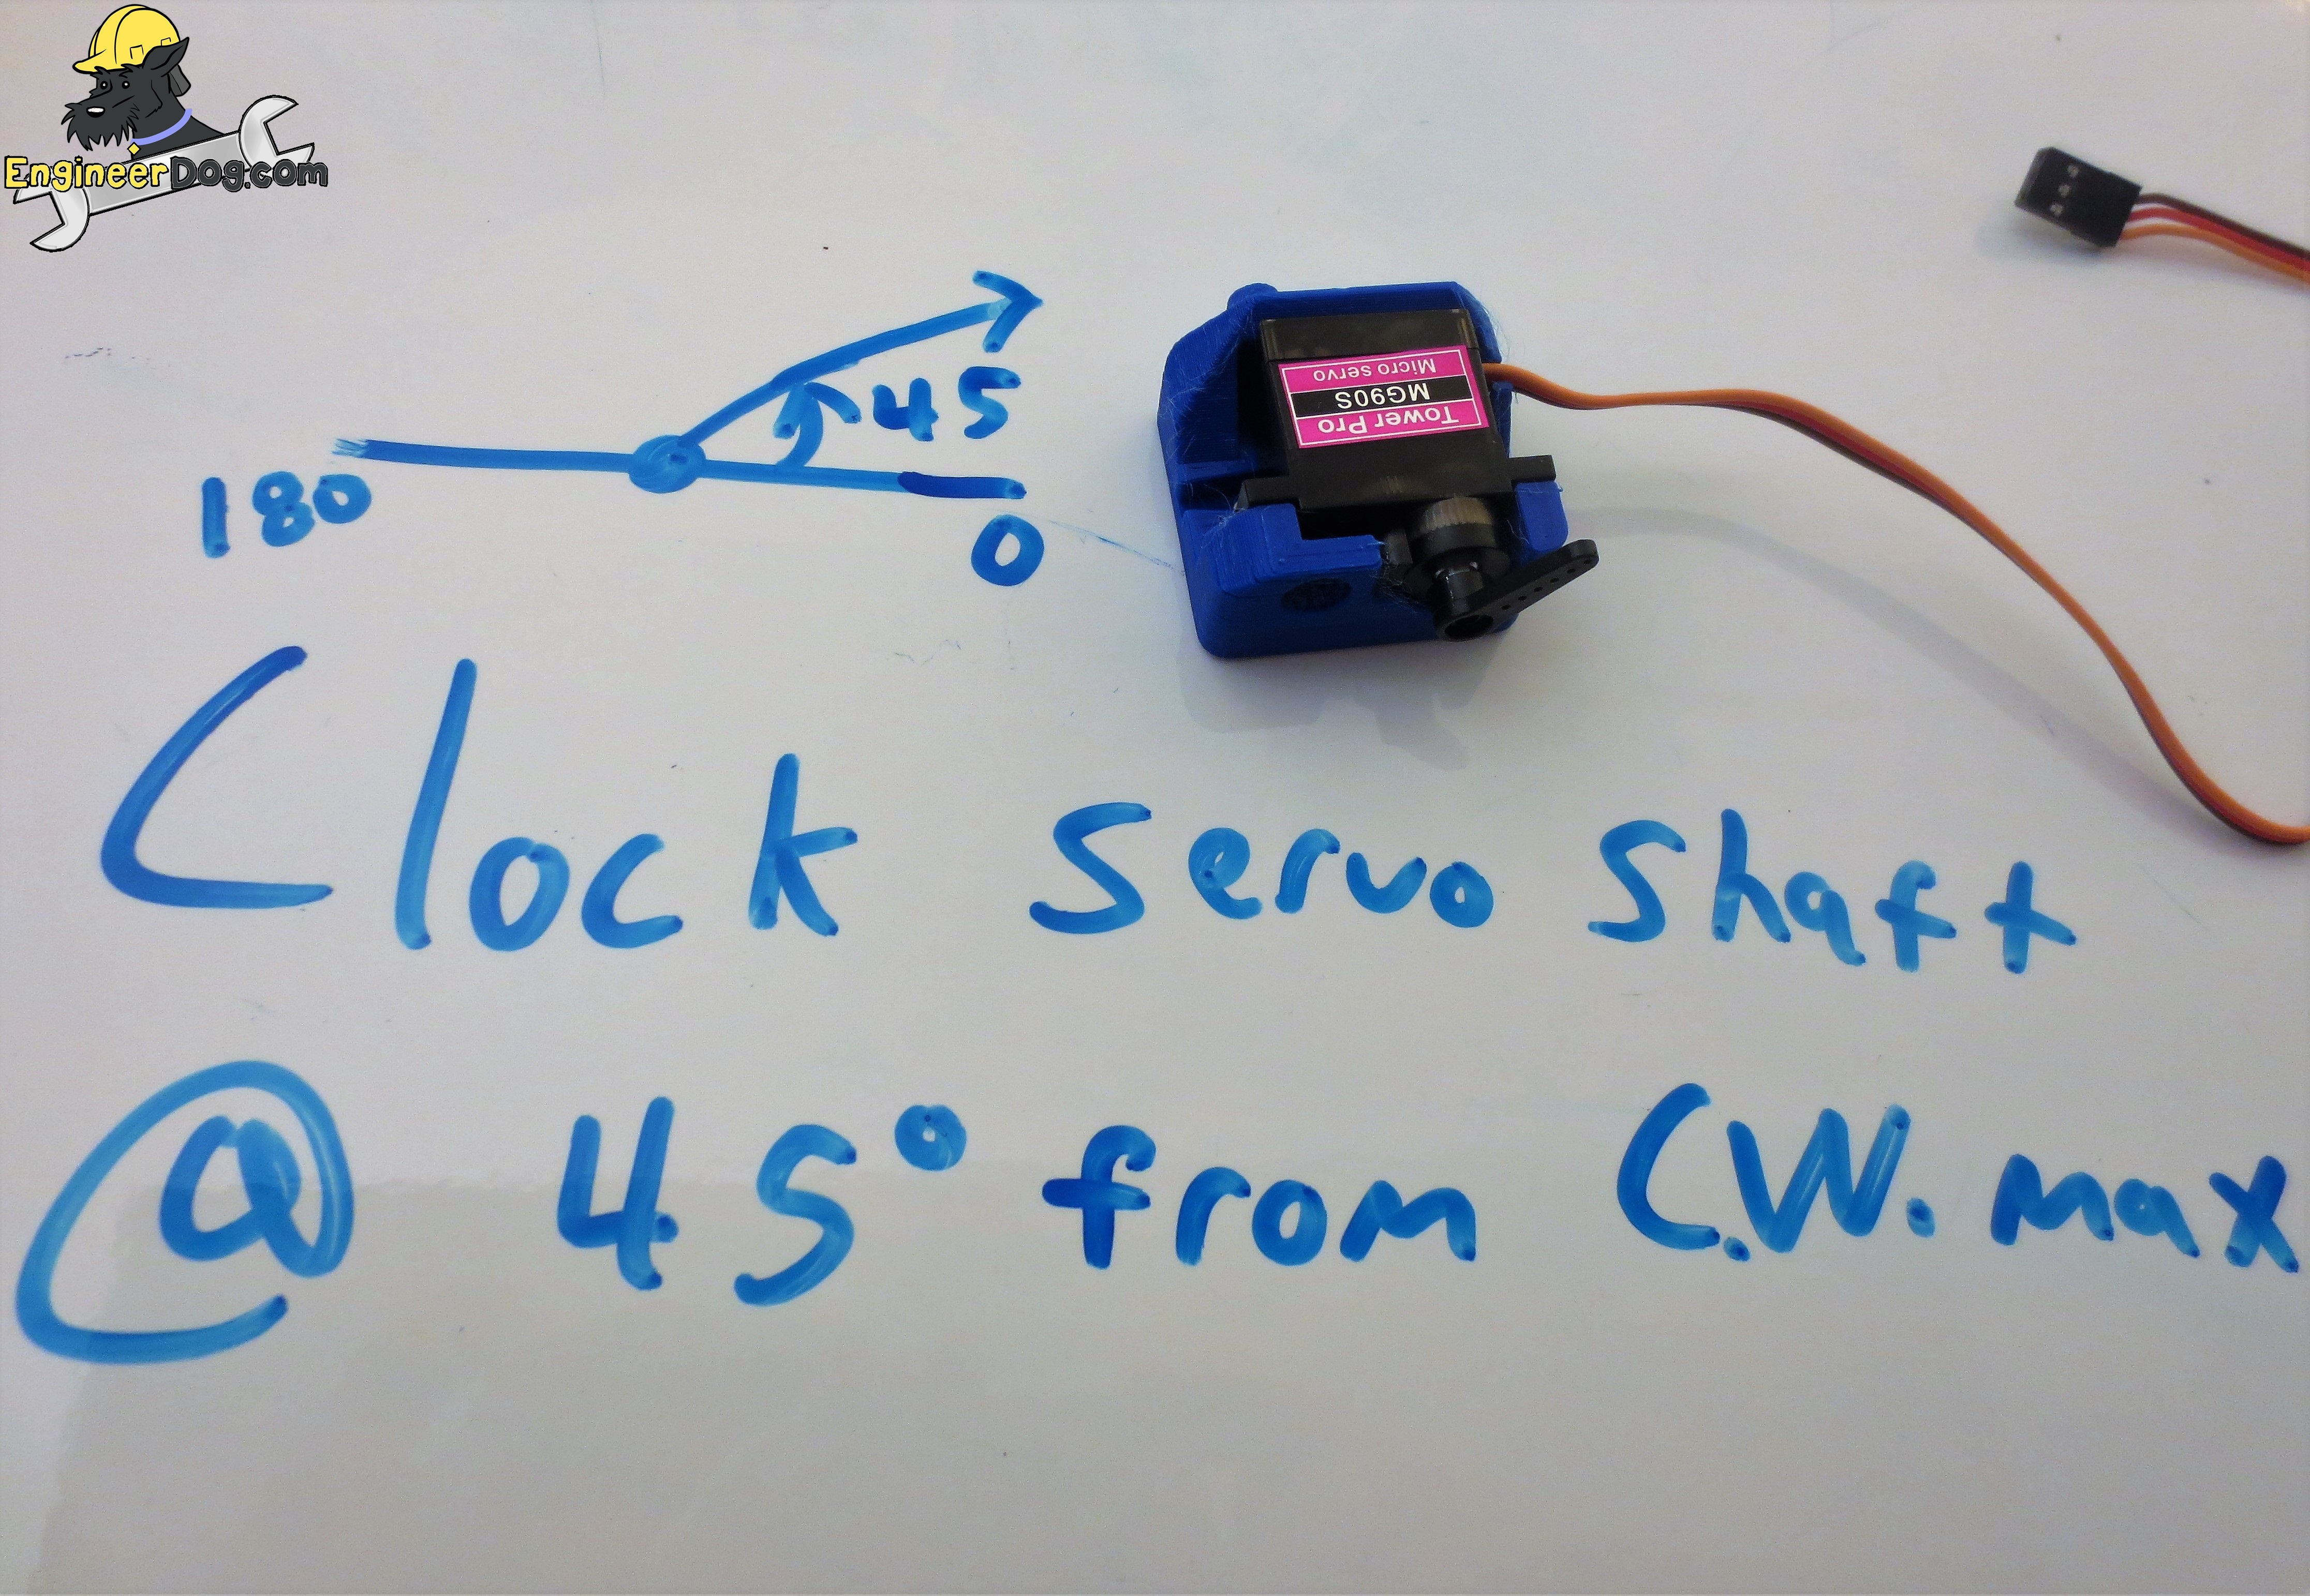 EngineerDog.com
45
180
0
Tower Pro
MG90S
Micro servo
Clock servo shaft
@ 45° from C.W. max